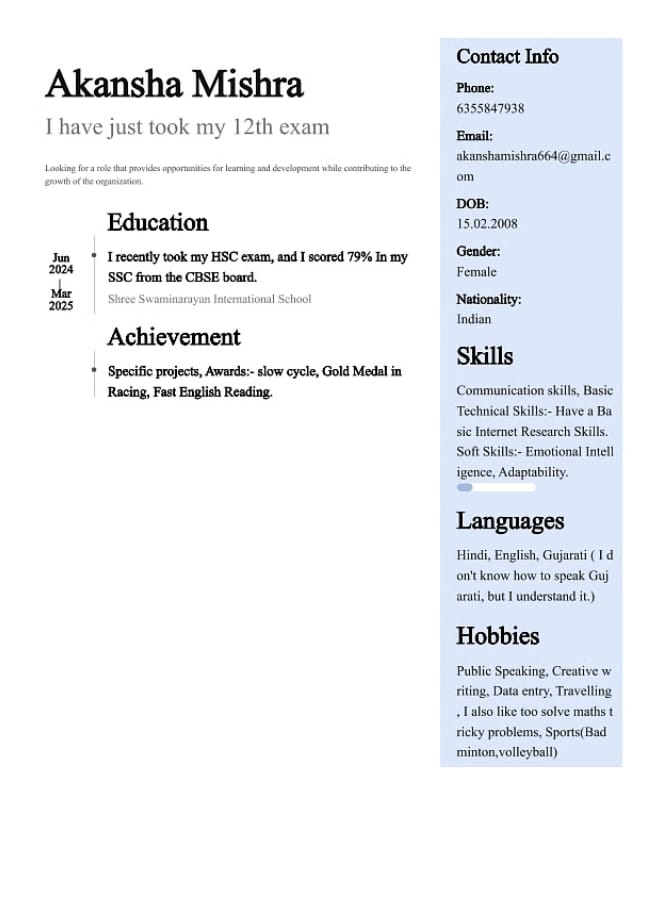 Akansha Mishra
I have just took my 12th exam
Looking for a role that provides opportunities for learning and development while contributing to the
growth of the organization.
Education
Jun
2024
Mar
2025
I recently took my HSC exam, and I scored 79% In my
SSC from the CBSE board.
Shree Swaminarayan International School
Achievement
Specific projects, Awards:- slow cycle, Gold Medal in
Racing, Fast English Reading.
Contact Info
Phone:
6355847938
Email:
akanshamishra664@gmail.c
om
DOB:
15.02.2008
Gender:
Female
Nationality:
Indian
Skills
Communication skills, Basic
Technical Skills:- Have a Ba
sic Internet Research Skills.
Soft Skills:- Emotional Intell
igence, Adaptability.
Languages
Hindi, English, Gujarati ( I d
on't know how to speak Guj
arati, but I understand it.)
Hobbies
Public Speaking, Creative w
riting, Data entry, Travelling
, I also like too solve maths t
ricky problems, Sports(Bad
minton,volleyball)